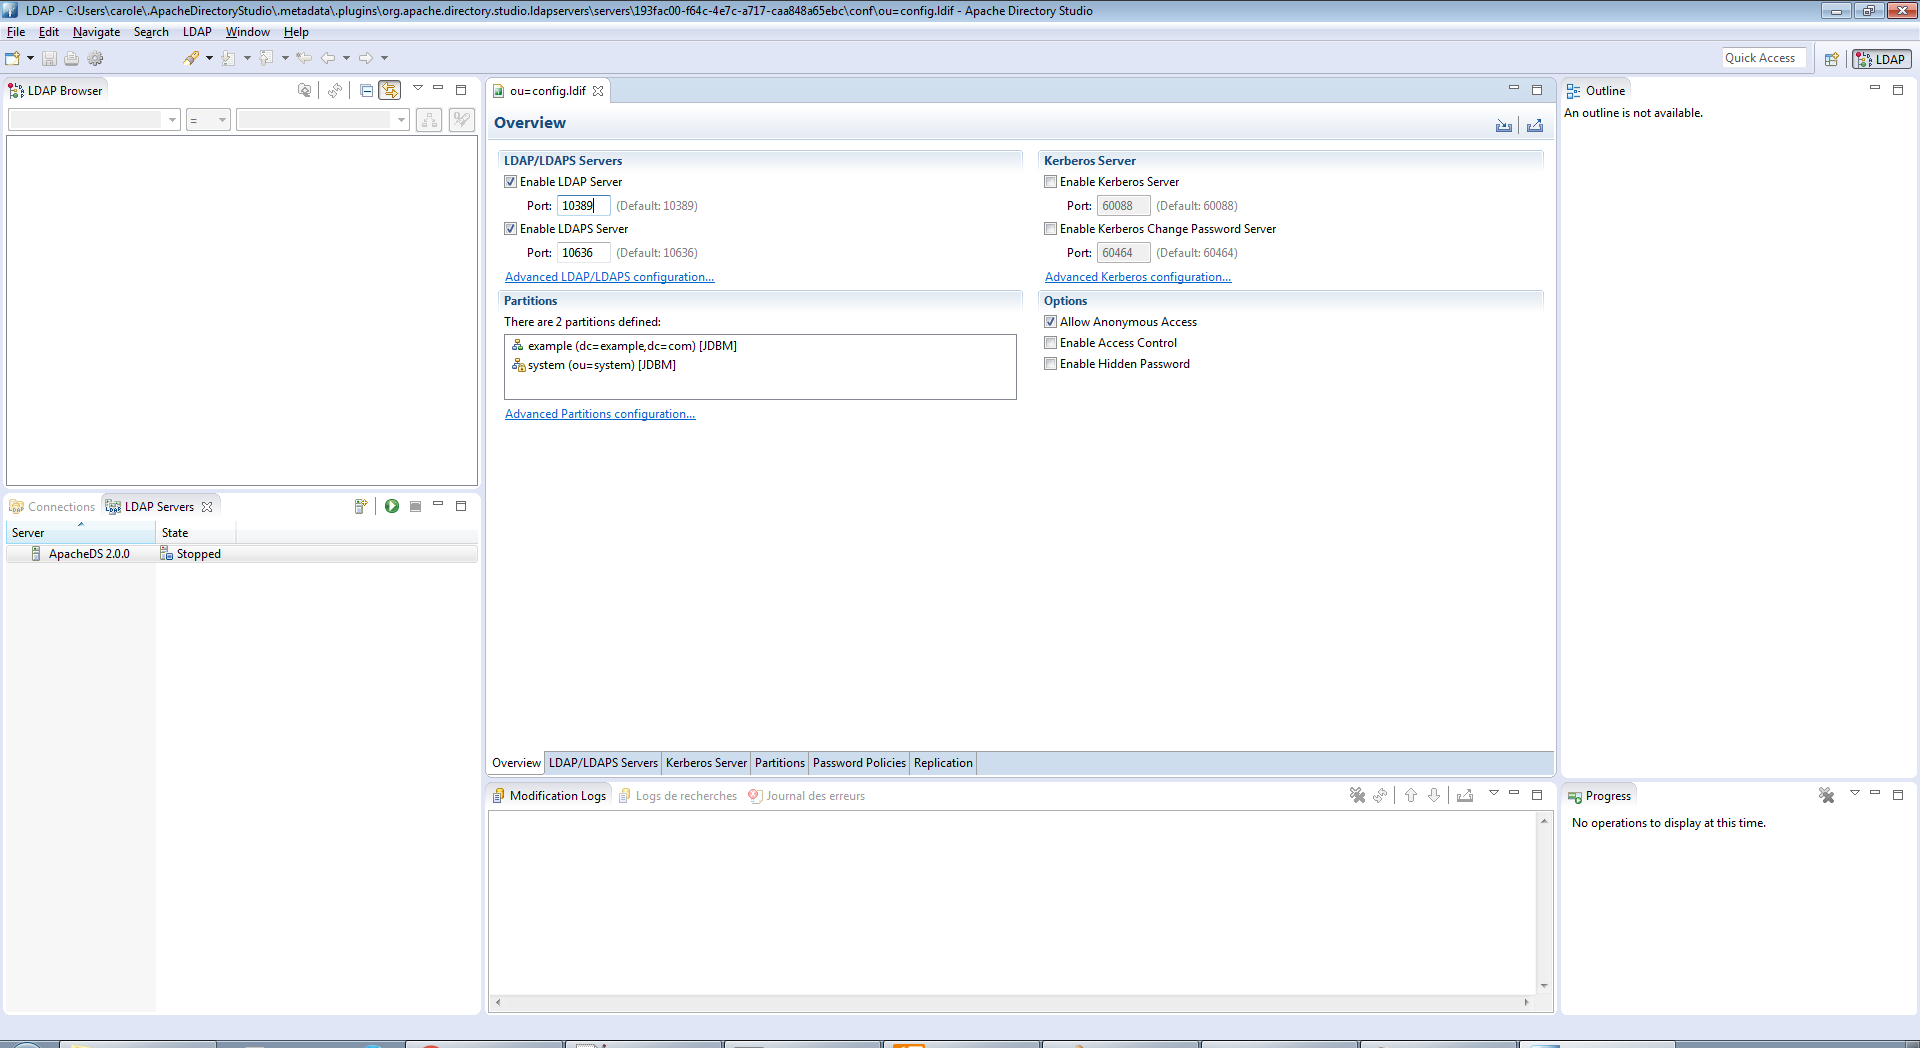 LDAP - C:\Users\carole\.ApacheDirectoryStudio\.metadata\.plugins\org.apache.directory.studio.ldapservers\servers\193fac00-f64c-4e7c-a717-caa848a65ebc\conf\ou=config.ldif - Apache Directory Studio
File Edit Navigate Search LDAP Window Help
Quick Access
LDAP
LDAP Browser
=
ou=config.ldif
Overview
LDAP/LDAPS Servers
Enable LDAP Server
Port: 10389 (Default: 10389)
Enable LDAPS Server
Port: 10636 (Default: 10636)
Advanced LDAP/LDAPS configuration...
Partitions
There are 2 partitions defined:
example (dc=example,dc=com) [JDBM]
system (ou=system) [JDBM]
Advanced Partitions configuration...
Kerberos Server
Enable Kerberos Server
Port: 60088 (Default: 60088)
Enable Kerberos Change Password Server
Port: 60464 (Default: 60464)
Advanced Kerberos configuration...
Options
Allow Anonymous Access
Enable Access Control
Enable Hidden Password
Overview LDAP/LDAPS Servers Kerberos Server Partitions Password Policies Replication
Outline
An outline is not available.
Connections LDAP Servers
Server State
ApacheDS 2.0.0 Stopped
Modification Logs Logs de recherches Journal des erreurs
Progress
No operations to display at this time.